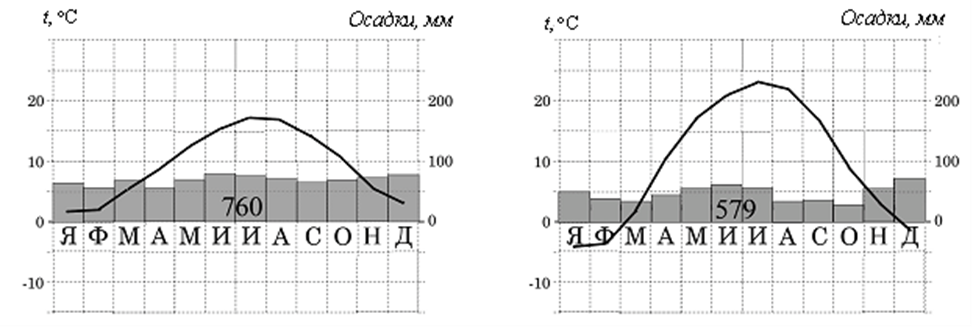 t, °C Осадки, мм
20 200
10 100
0 760 0
Я Ф М А М И И А С О Н Д
-10
t, °C Осадки, мм
20 200
10 100
0 579 0
Я Ф М А М И И А С О Н Д
-10